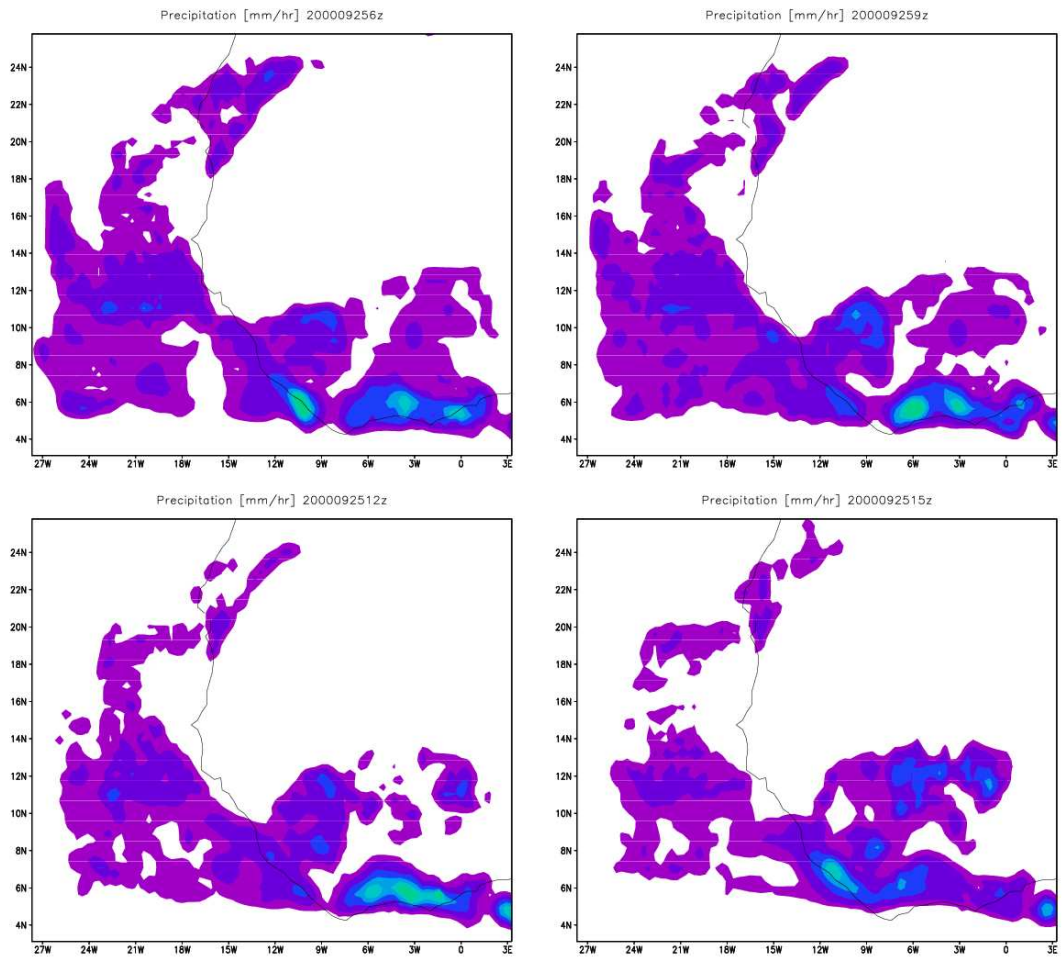 Precipitation [mm/hr] 200009256z
24N
22N
20N
18N
16N
14N
12N
10N
8N
6N
4N
27W 24W 21W 18W 15W 12W 9W 6W 3W 0 3E
Precipitation [mm/hr] 200009259z
24N
22N
20N
18N
16N
14N
12N
10N
8N
6N
4N
27W 24W 21W 18W 15W 12W 9W 6W 3W 0 3E
Precipitation [mm/hr] 2000092512z
24N
22N
20N
18N
16N
14N
12N
10N
8N
6N
4N
27W 24W 21W 18W 15W 12W 9W 6W 3W 0 3E
Precipitation [mm/hr] 2000092515z
24N
22N
20N
18N
16N
14N
12N
10N
8N
6N
4N
27W 24W 21W 18W 15W 12W 9W 6W 3W 0 3E